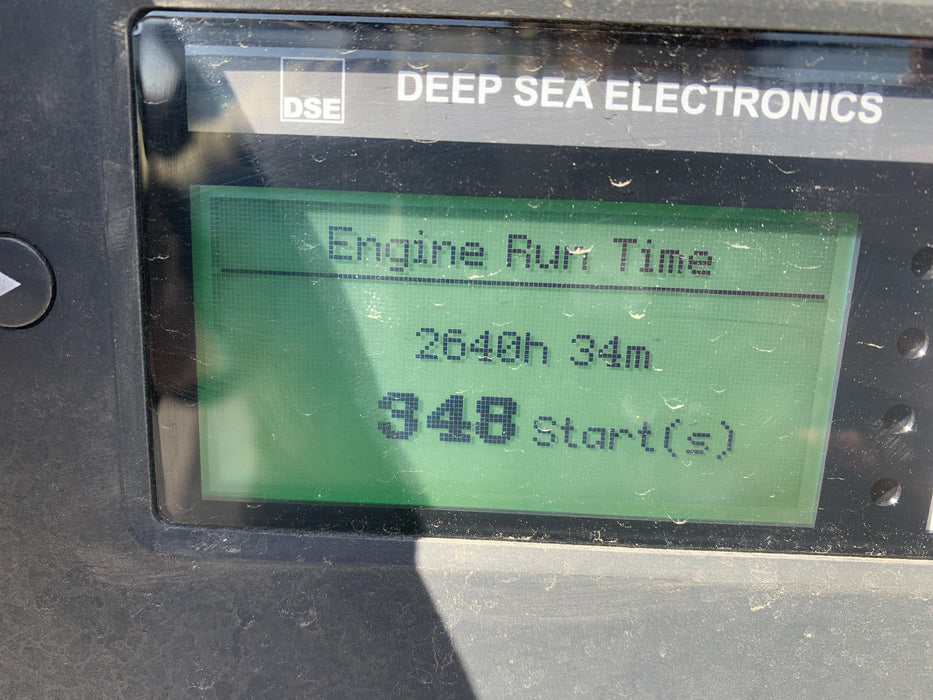 DSE
DEEP SEA ELECTRONICS
Engine Run Time
2640h 34m
348 Start(s)